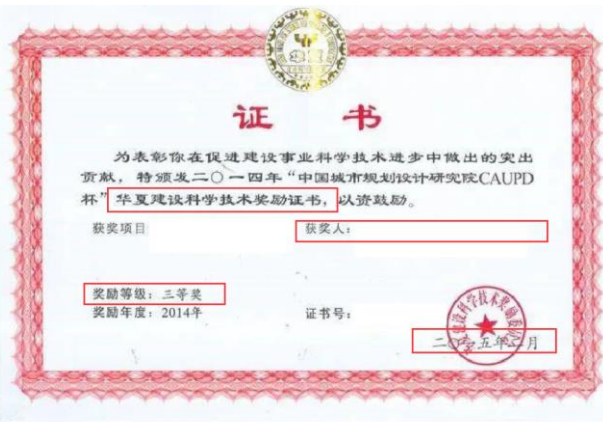 证 书
为表彰你在促进建设事业科学技术进步中做出的突出
贡献,特颁发二〇一四年“中国城市规划设计研究院CAUPD
杯”华夏建设科学技术奖励证书,以资鼓励。
获奖项目
获奖人:
奖励等级:三等奖
奖励年度:2014年
证书号:
二〇一五年二月